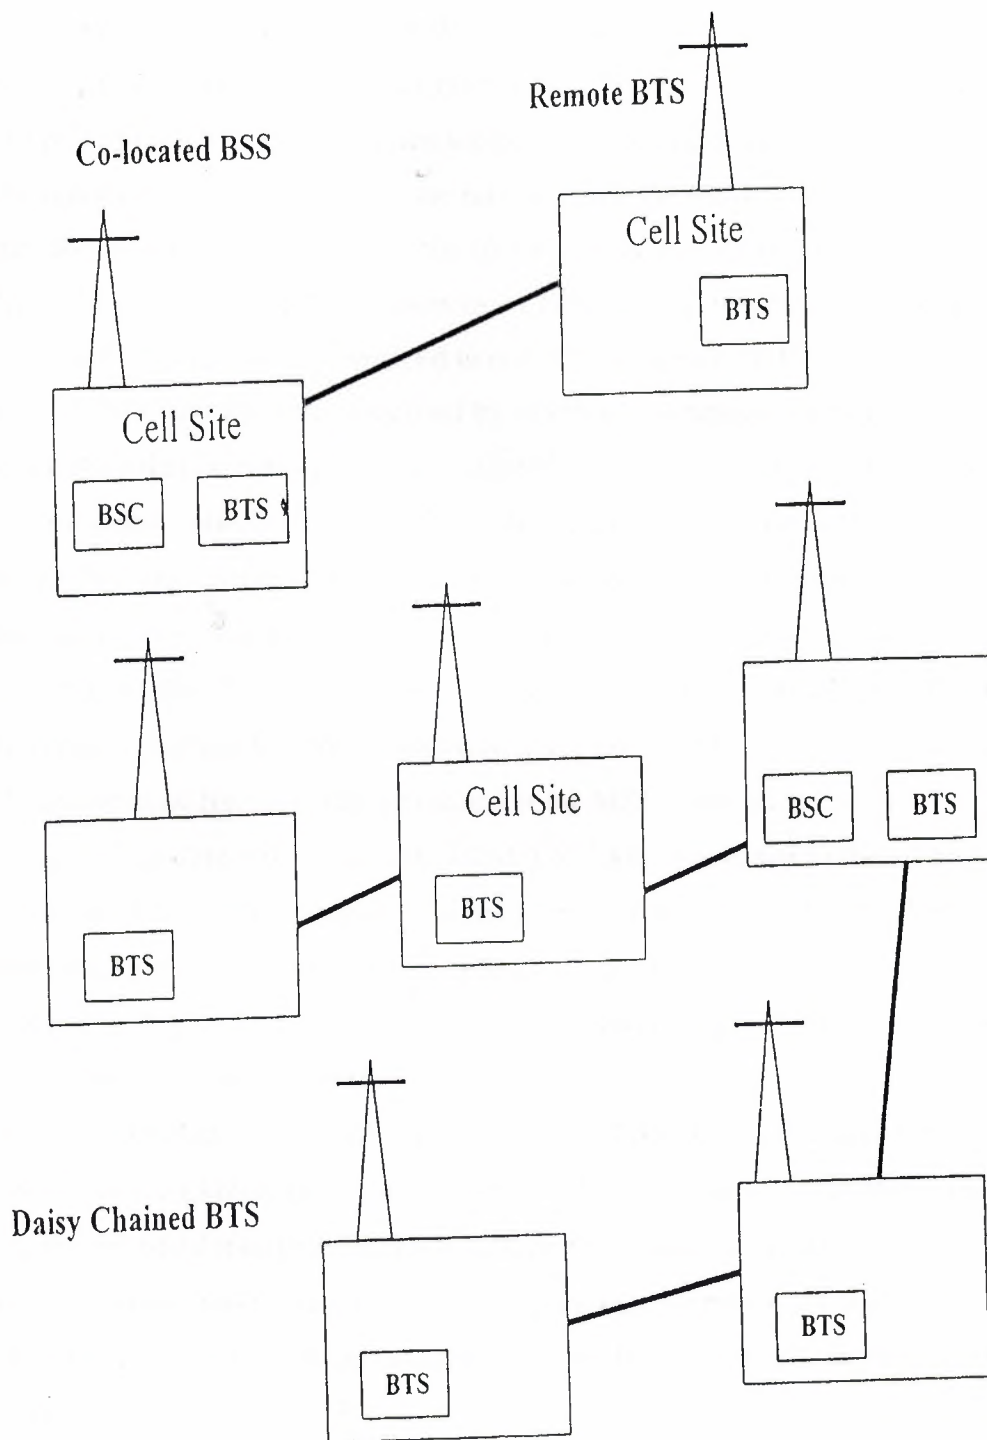 Remote BTS
Co-located BSS
Cell Site
BTS
Cell Site
BSC BTS
Cell Site
BSC BTS
BTS
BTS
Daisy Chained BTS
BTS
BTS